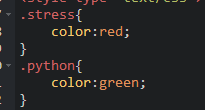 .stress{
color:red;
}
.python{
color:green;
}